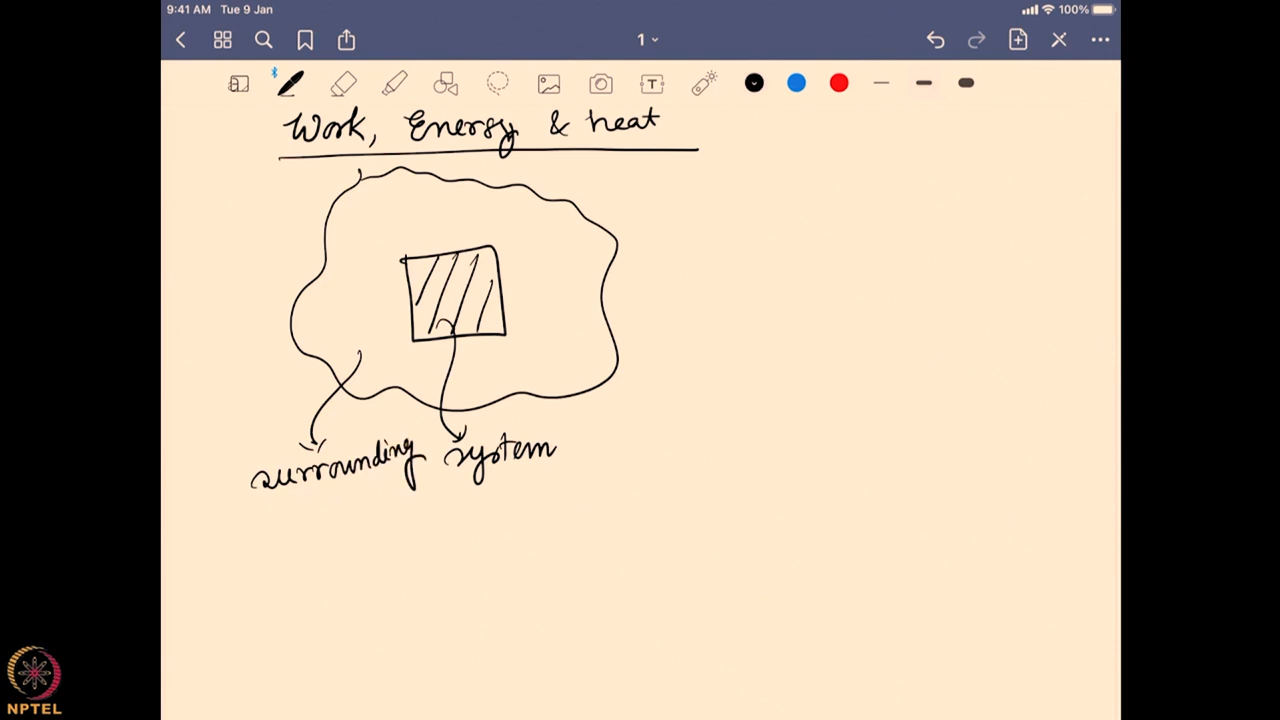 9:41 AM Tue 9 Jan 100%
1
T
Work, Energy & heat
surrounding system
NPTEL